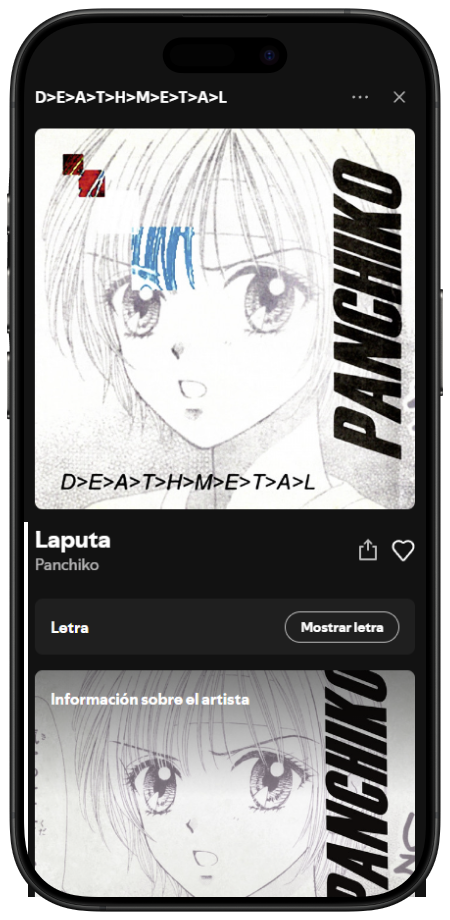 D>E>A>T>H>M>E>T>A>L
PANCHIKO
D>E>A>T>H>M>E>T>A>L
Laputa
Panchiko
Letra
Mostrar letra
Información sobre el artista
PANCHIKO